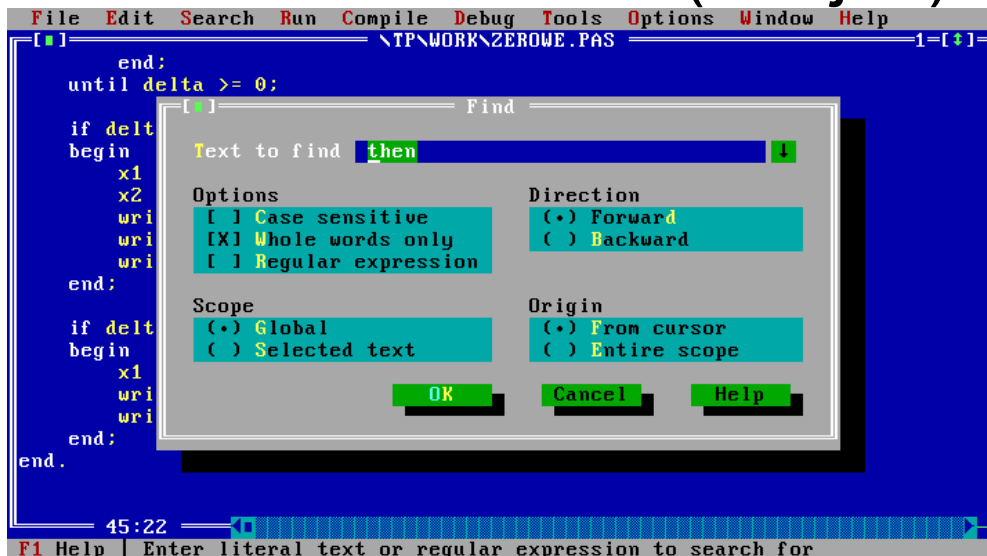 File Edit Search Run Compile Debug Tools Options Window Help
[■] \TP\WORK\ZEROWE.PAS 1=[↕]
end;
until delta >= 0;
[■] Find
if delt
begin
Text to find then ↓
x1
x2
Options Direction
wri [ ] Case sensitive (•) Forward
wri [X] Whole words only ( ) Backward
wri [ ] Regular expression
end;
Scope Origin
if delt (•) Global (•) From cursor
begin ( ) Selected text ( ) Entire scope
x1
wri OK Cancel Help
wri
end;
end.
45:22
F1 Help | Enter literal text or regular expression to search for